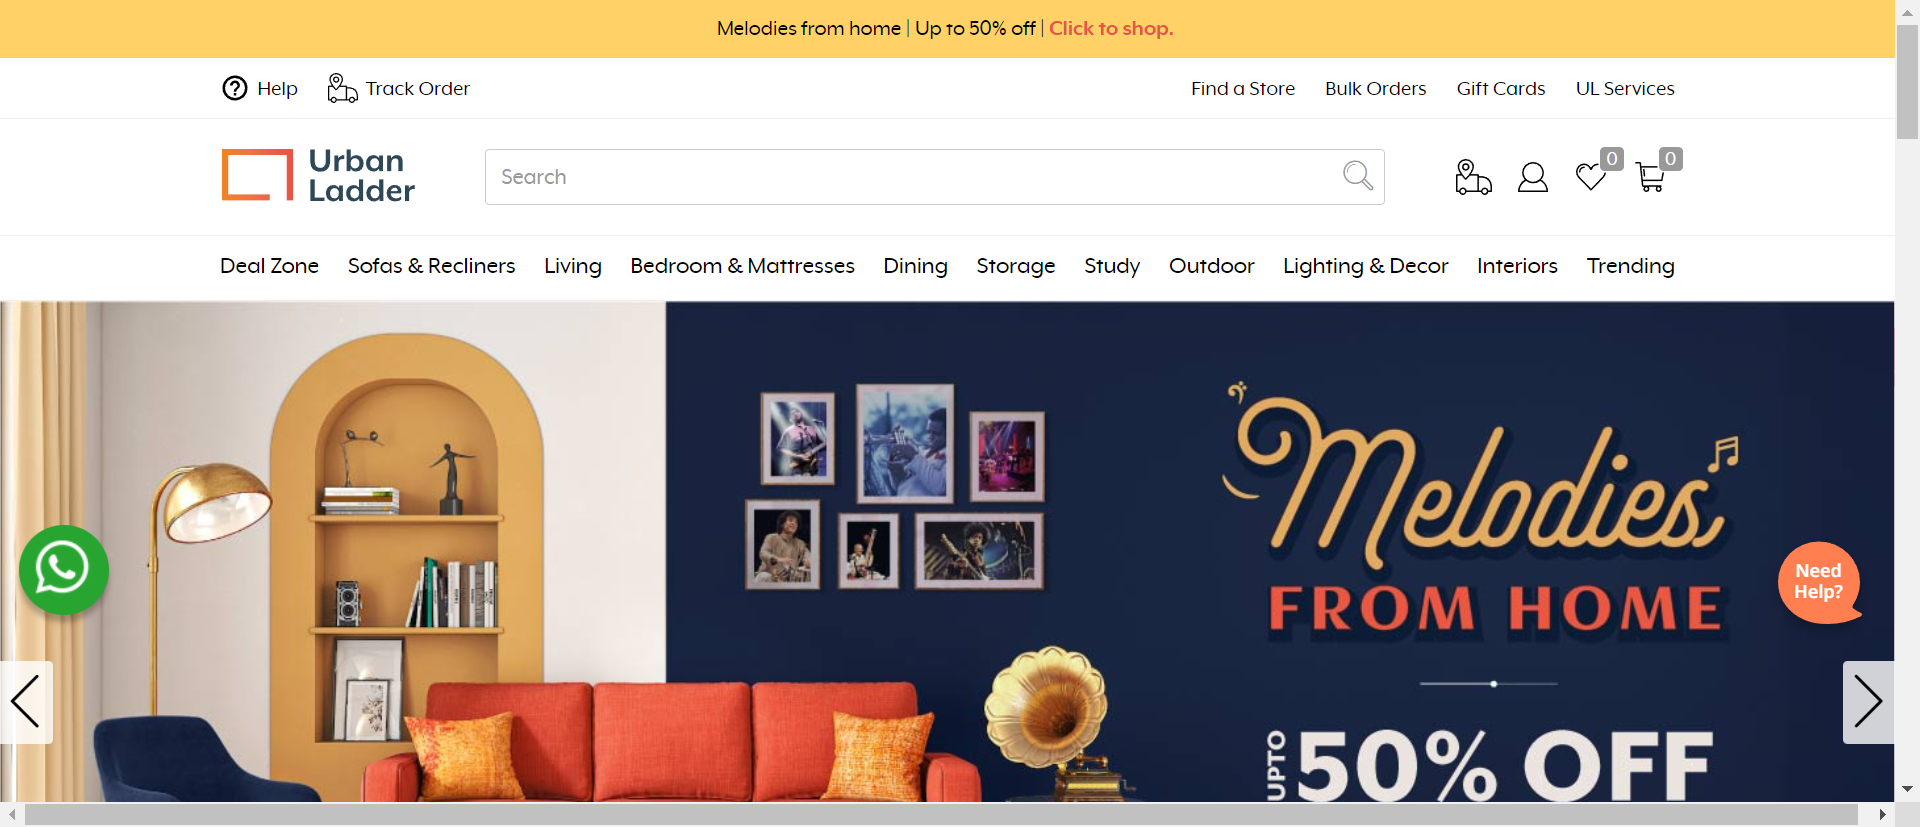 Melodies from home | Up to 50% off | Click to shop.
Help
Track Order
Find a Store
Bulk Orders
Gift Cards
UL Services
Urban
Ladder
Search
0
0
Deal Zone
Sofas & Recliners
Living
Bedroom & Mattresses
Dining
Storage
Study
Outdoor
Lighting & Decor
Interiors
Trending
Melodies
FROM HOME
UPTO
50% OFF
Need
Help?